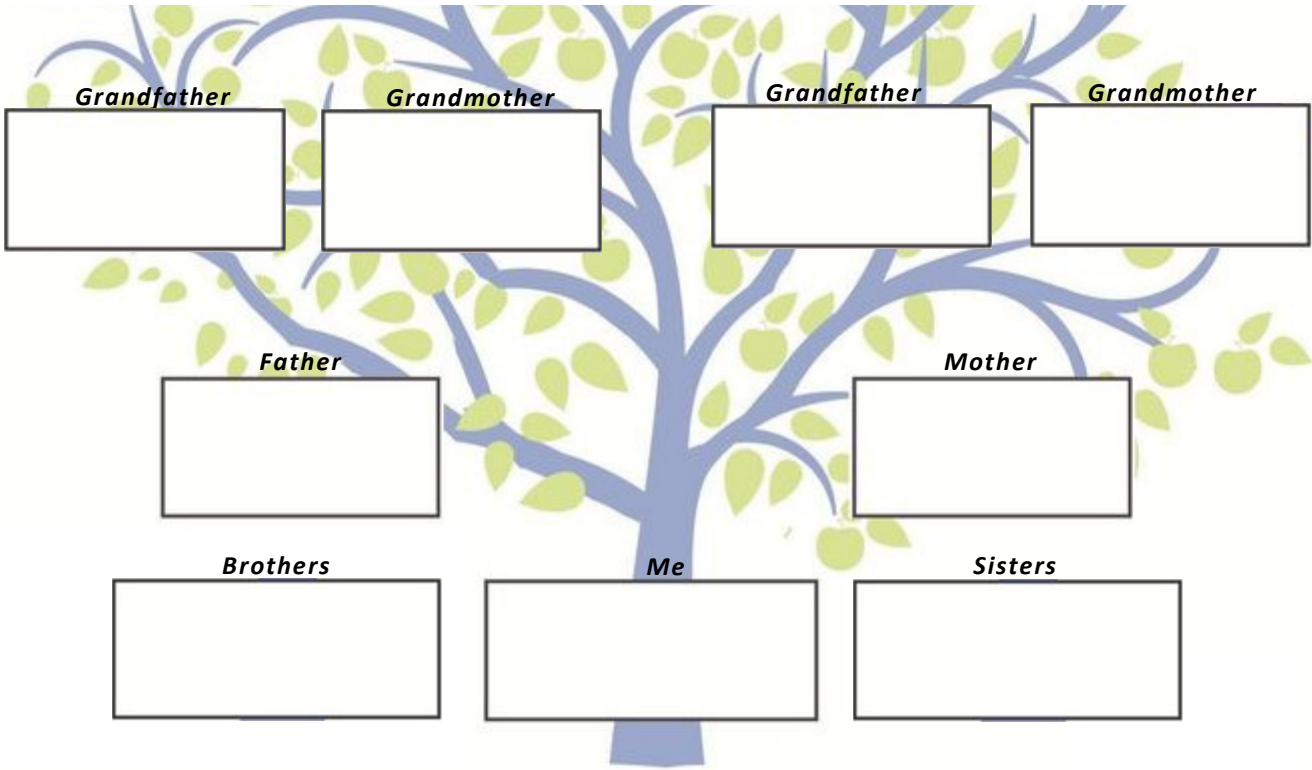 Grandfather
Grandmother
Grandfather
Grandmother
Father
Mother
Brothers
Me
Sisters